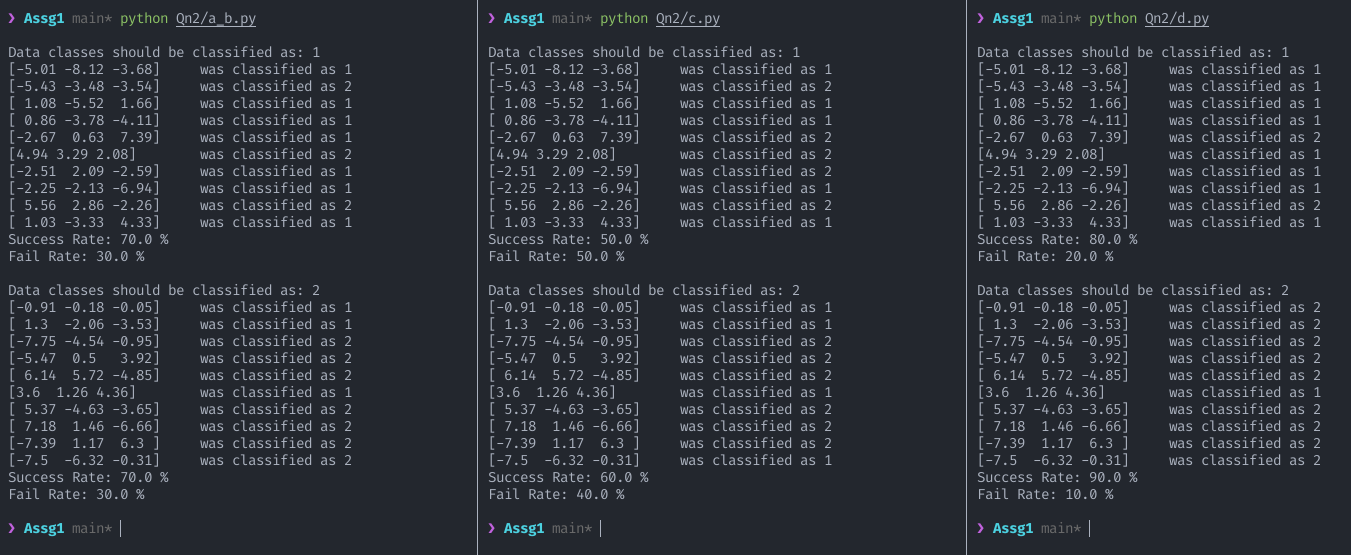 ❯ Assg1 main* python Qn2/a_b.py
Data classes should be classified as: 1
[-5.01 -8.12 -3.68]     was classified as 1
[-5.43 -3.48 -3.54]     was classified as 2
[ 1.08 -5.52  1.66]     was classified as 1
[ 0.86 -3.78 -4.11]     was classified as 1
[-2.67  0.63  7.39]     was classified as 1
[4.94 3.29 2.08]        was classified as 2
[-2.51  2.09 -2.59]     was classified as 1
[-2.25 -2.13 -6.94]     was classified as 1
[ 5.56  2.86 -2.26]     was classified as 2
[ 1.03 -3.33  4.33]     was classified as 1
Success Rate: 70.0 %
Fail Rate: 30.0 %
Data classes should be classified as: 2
[-0.91 -0.18 -0.05]     was classified as 1
[ 1.3  -2.06 -3.53]     was classified as 1
[-7.75 -4.54 -0.95]     was classified as 2
[-5.47  0.5   3.92]     was classified as 2
[ 6.14  5.72 -4.85]     was classified as 2
[3.6  1.26 4.36]        was classified as 1
[ 5.37 -4.63 -3.65]     was classified as 2
[ 7.18  1.46 -6.66]     was classified as 2
[-7.39  1.17  6.3 ]     was classified as 2
[-7.5  -6.32 -0.31]     was classified as 2
Success Rate: 70.0 %
Fail Rate: 30.0 %
❯ Assg1 main*
❯ Assg1 main* python Qn2/c.py
Data classes should be classified as: 1
[-5.01 -8.12 -3.68]     was classified as 1
[-5.43 -3.48 -3.54]     was classified as 2
[ 1.08 -5.52  1.66]     was classified as 1
[ 0.86 -3.78 -4.11]     was classified as 1
[-2.67  0.63  7.39]     was classified as 2
[4.94 3.29 2.08]        was classified as 2
[-2.51  2.09 -2.59]     was classified as 2
[-2.25 -2.13 -6.94]     was classified as 1
[ 5.56  2.86 -2.26]     was classified as 2
[ 1.03 -3.33  4.33]     was classified as 1
Success Rate: 50.0 %
Fail Rate: 50.0 %
Data classes should be classified as: 2
[-0.91 -0.18 -0.05]     was classified as 1
[ 1.3  -2.06 -3.53]     was classified as 1
[-7.75 -4.54 -0.95]     was classified as 2
[-5.47  0.5   3.92]     was classified as 2
[ 6.14  5.72 -4.85]     was classified as 2
[3.6  1.26 4.36]        was classified as 1
[ 5.37 -4.63 -3.65]     was classified as 2
[ 7.18  1.46 -6.66]     was classified as 2
[-7.39  1.17  6.3 ]     was classified as 2
[-7.5  -6.32 -0.31]     was classified as 1
Success Rate: 60.0 %
Fail Rate: 40.0 %
❯ Assg1 main*
❯ Assg1 main* python Qn2/d.py
Data classes should be classified as: 1
[-5.01 -8.12 -3.68]     was classified as 1
[-5.43 -3.48 -3.54]     was classified as 1
[ 1.08 -5.52  1.66]     was classified as 1
[ 0.86 -3.78 -4.11]     was classified as 1
[-2.67  0.63  7.39]     was classified as 2
[4.94 3.29 2.08]        was classified as 1
[-2.51  2.09 -2.59]     was classified as 1
[-2.25 -2.13 -6.94]     was classified as 1
[ 5.56  2.86 -2.26]     was classified as 2
[ 1.03 -3.33  4.33]     was classified as 1
Success Rate: 80.0 %
Fail Rate: 20.0 %
Data classes should be classified as: 2
[-0.91 -0.18 -0.05]     was classified as 2
[ 1.3  -2.06 -3.53]     was classified as 2
[-7.75 -4.54 -0.95]     was classified as 2
[-5.47  0.5   3.92]     was classified as 2
[ 6.14  5.72 -4.85]     was classified as 2
[3.6  1.26 4.36]        was classified as 1
[ 5.37 -4.63 -3.65]     was classified as 2
[ 7.18  1.46 -6.66]     was classified as 2
[-7.39  1.17  6.3 ]     was classified as 2
[-7.5  -6.32 -0.31]     was classified as 2
Success Rate: 90.0 %
Fail Rate: 10.0 %
❯ Assg1 main*